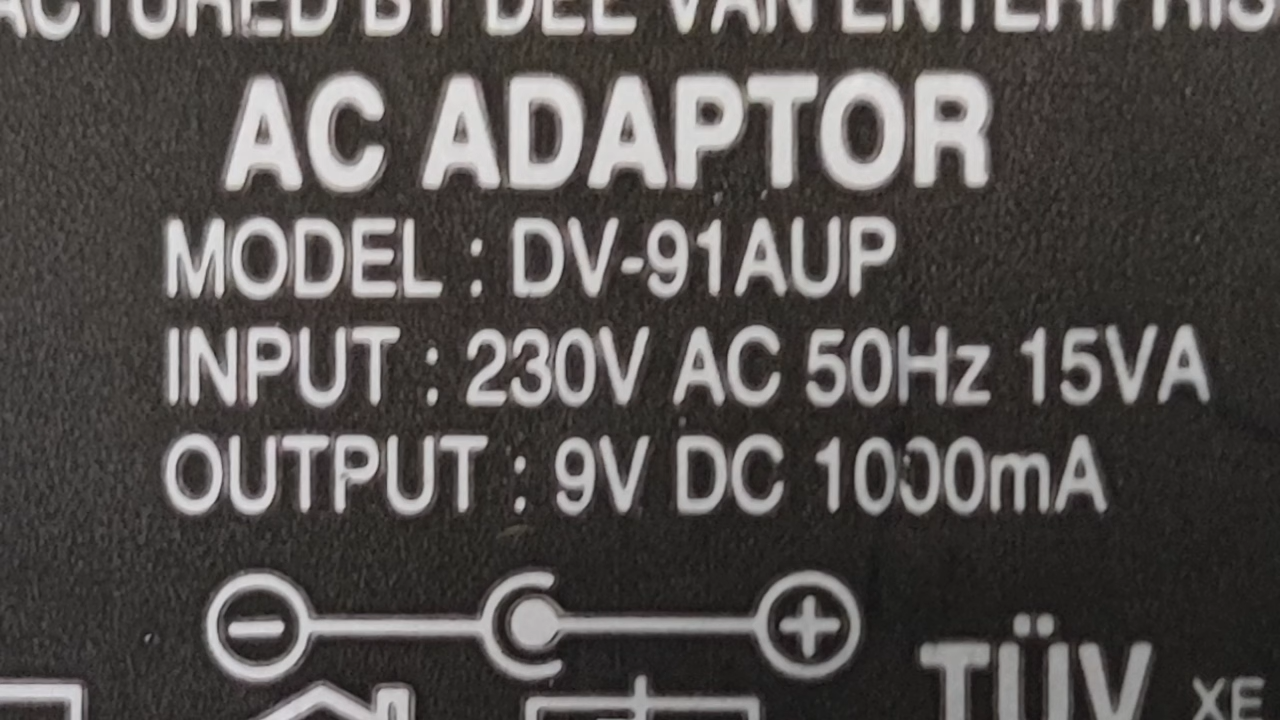 ACTURED BY DEE VAN ENTERPRIS
AC ADAPTOR
MODEL : DV-91AUP
INPUT : 230V AC 50Hz 15VA
OUTPUT : 9V DC 1000mA
TÜV XE